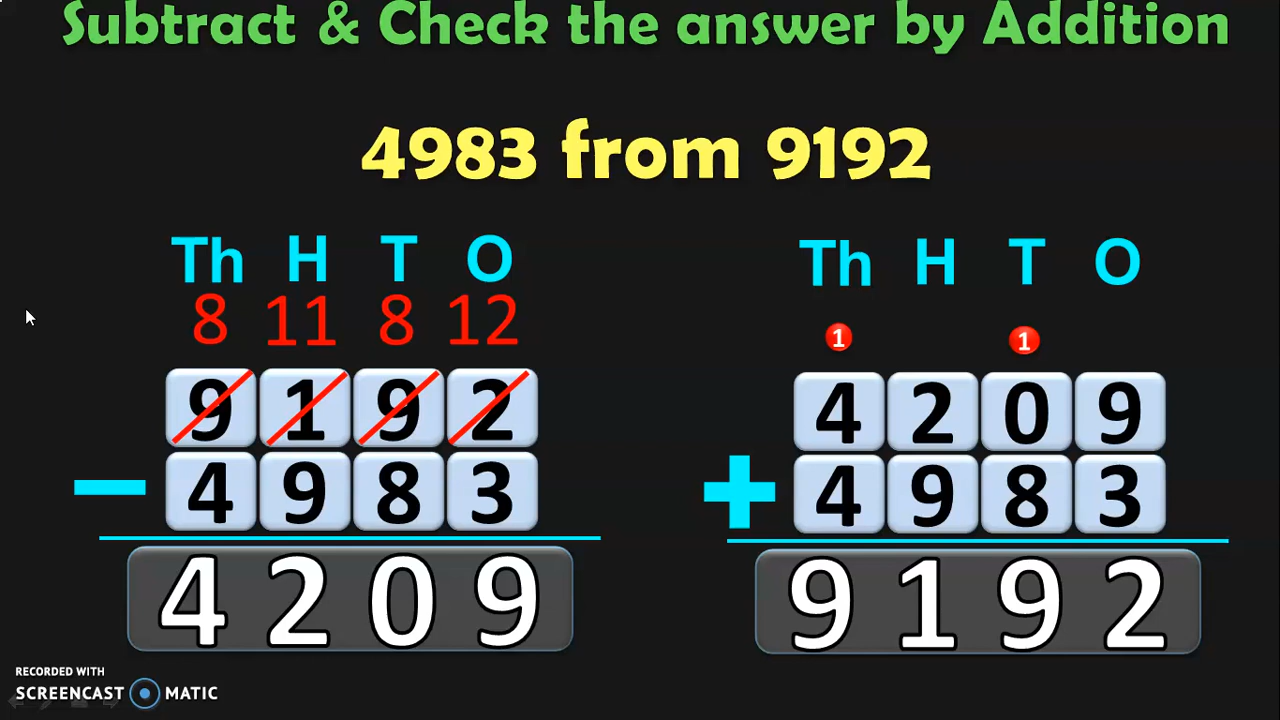 Subtract & Check the answer by Addition
4983 from 9192
Th H T O
8 11 8 12
9 1 9 2
− 4 9 8 3
4 2 0 9
Th H T O
1 1
4 2 0 9
+ 4 9 8 3
9 1 9 2
RECORDED WITH
SCREENCAST MATIC